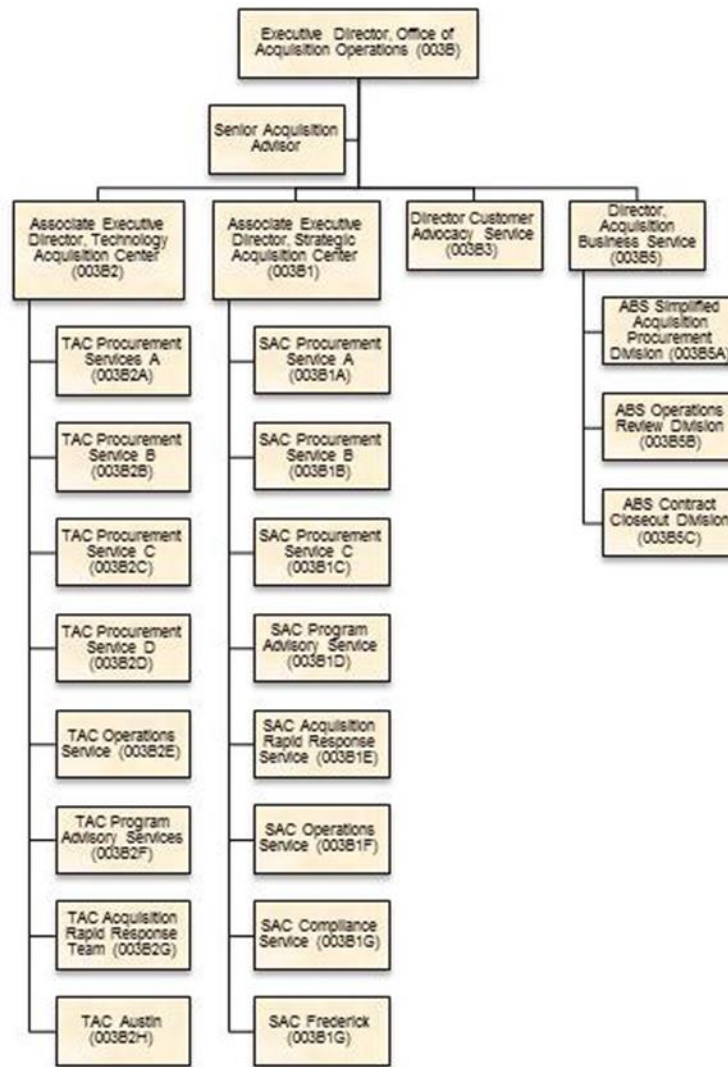 Executive Director, Office of
Acquisition Operations (003B)
Senior Acquisition
Advisor
Associate Executive
Director, Technology
Acquisition Center
(003B2)
Associate Executive
Director, Strategic
Acquisition Center
(003B1)
Director Customer
Advocacy Service
(003B3)
Director,
Acquisition
Business Service
(003B5)
TAC Procurement
Services A
(003B2A)
TAC Procurement
Service B
(003B2B)
TAC Procurement
Service C
(003B2C)
TAC Procurement
Service D
(003B2D)
TAC Operations
Service (003B2E)
TAC Program
Advisory Services
(003B2F)
TAC Acquisition
Rapid Response
Team (003B2G)
TAC Austin
(003B2H)
SAC Procurement
Service A
(003B1A)
SAC Procurement
Service B
(003B1B)
SAC Procurement
Service C
(003B1C)
SAC Program
Advisory Service
(003B1D)
SAC Acquisition
Rapid Response
Service (003B1E)
SAC Operations
Service (003B1F)
SAC Compliance
Service (003B1G)
SAC Frederick
(003B1G)
ABS Simplified
Acquisition
Procurement
Division (003B5A)
ABS Operations
Review Division
(003B5B)
ABS Contract
Closeout Division
(003B5C)